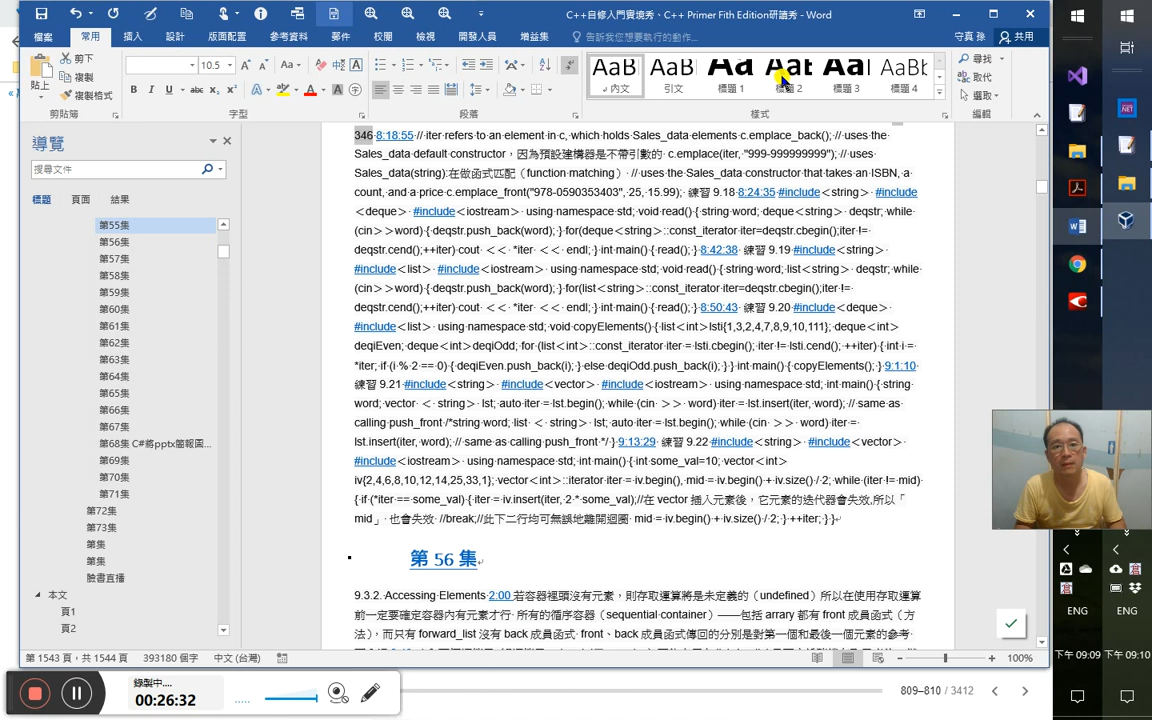 C++自修入門實境秀、C++ Primer Fith Edition研讀秀 - Word
檔案 常用 插入 設計 版面配置 參考資料 郵件 校閱 檢視 開發人員 增益集 告訴我您想要執行的動作... 守真 孫 共用
貼上 剪下 複製 複製格式 剪貼簿
10.5 字型
段落
AaB 內文 AaB 引文 Aa 標題 1 Aat 標題 2 Aal 標題 3 AaBb 標題 4 樣式
尋找 取代 選取 編輯
導覽
搜尋文件
標題 頁面 結果
第55集
第56集
第57集
第58集
第59集
第60集
第61集
第62集
第63集
第64集
第65集
第66集
第67集
第68集 C#將pptx簡報圖...
第69集
第70集
第71集
第72集
第73集
第集
第集
臉書直播
本文
頁1
頁2
346 8:18:55 // iter refers to an element in c, which holds Sales_data elements c.emplace_back(); // uses the
Sales_data default constructor，因為預設建構器是不帶引數的 c.emplace(iter, "999-999999999"); // uses
Sales_data(string):在做函式匹配（function matching） // uses the Sales_data constructor that takes an ISBN, a
count, and a price c.emplace_front("978-0590353403", 25, 15.99); 練習 9.18 8:24:35 #include<string> #include
<deque> #include<iostream> using namespace std; void read() { string word; deque<string> deqstr; while
(cin>>word) { deqstr.push_back(word); } for(deque<string>::const_iterator iter=deqstr.cbegin();iter !=
deqstr.cend();++iter) cout << *iter << endl; } int main() { read(); } 8:42:38 練習 9.19 #include<string>
#include<list> #include<iostream> using namespace std; void read() { string word; list<string> deqstr; while
(cin>>word) { deqstr.push_back(word); } for(list<string>::const_iterator iter=deqstr.cbegin();iter !=
deqstr.cend();++iter) cout << *iter << endl; } int main() { read(); } 8:50:43 練習 9.20 #include<deque>
#include<list> using namespace std; void copyElements() { list<int>lsti{1,3,2,4,7,8,9,10,111}; deque<int>
deqiEven; deque<int>deqiOdd; for (list<int>::const_iterator iter = lsti.cbegin(); iter != lsti.cend(); ++iter) { int i =
*iter; if (i % 2 == 0) { deqiEven.push_back(i); } else deqiOdd.push_back(i); } } int main() { copyElements(); } 9:1:10
練習 9.21 #include<string> #include<vector> #include<iostream> using namespace std; int main() { string
word; vector < string> lst; auto iter = lst.begin(); while (cin >> word) iter = lst.insert(iter, word); // same as
calling push_front /*string word; list < string> lst; auto iter = lst.begin(); while (cin >> word) iter =
lst.insert(iter, word); // same as calling push_front */ } 9:13:29 練習 9.22 #include<string> #include<vector>
#include<iostream> using namespace std; int main() { int some_val=10; vector<int>
iv{2,4,6,8,10,12,14,25,33,1}; vector<int>::iterator iter = iv.begin(), mid = iv.begin() + iv.size() / 2; while (iter != mid)
{ if (*iter == some_val) { iter = iv.insert(iter, 2 * some_val);//在 vector 插入元素後，它元素的迭代器會失效,所以「
mid」 也會失效 //break;//此下二行均可無誤地離開迴圈 mid = iv.begin() + iv.size() / 2; } ++iter; } }
第 56 集
9.3.2. Accessing Elements 2:00 若容器裡頭沒有元素，則存取運算將是未定義的（undefined）所以在使用存取運算
前一定要確定容器內有元素才行 所有的循序容器（sequential container）——包括 arrary 都有 front 成員函式（方
法），而只有 forward_list 沒有 back 成員函式 front、back 成員函式傳回的分別是對第一個和最後一個元素的參考
第 1543 頁，共 1544 頁 393180 個字 中文 (台灣) 100%
錄製中....
00:26:32
809–810 / 3412
ENG ENG
下午 09:09 下午 09:10